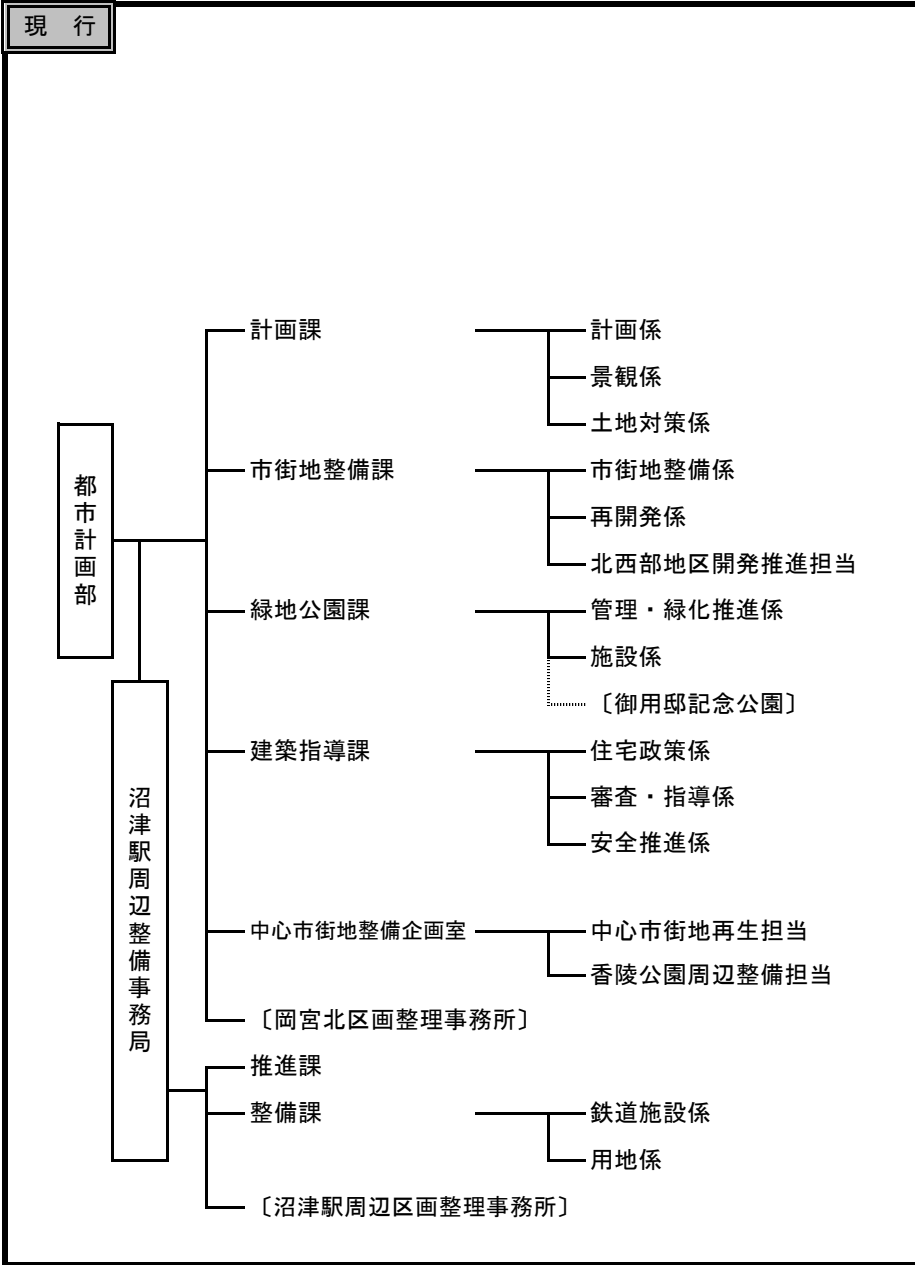 現 行
都市計画部
計画課
計画係
景観係
土地対策係
市街地整備課
市街地整備係
再開発係
北西部地区開発推進担当
緑地公園課
管理・緑化推進係
施設係
〔御用邸記念公園〕
建築指導課
住宅政策係
審査・指導係
安全推進係
中心市街地整備企画室
中心市街地再生担当
香陵公園周辺整備担当
〔岡宮北区画整理事務所〕
沼津駅周辺整備事務局
推進課
整備課
鉄道施設係
用地係
〔沼津駅周辺区画整理事務所〕